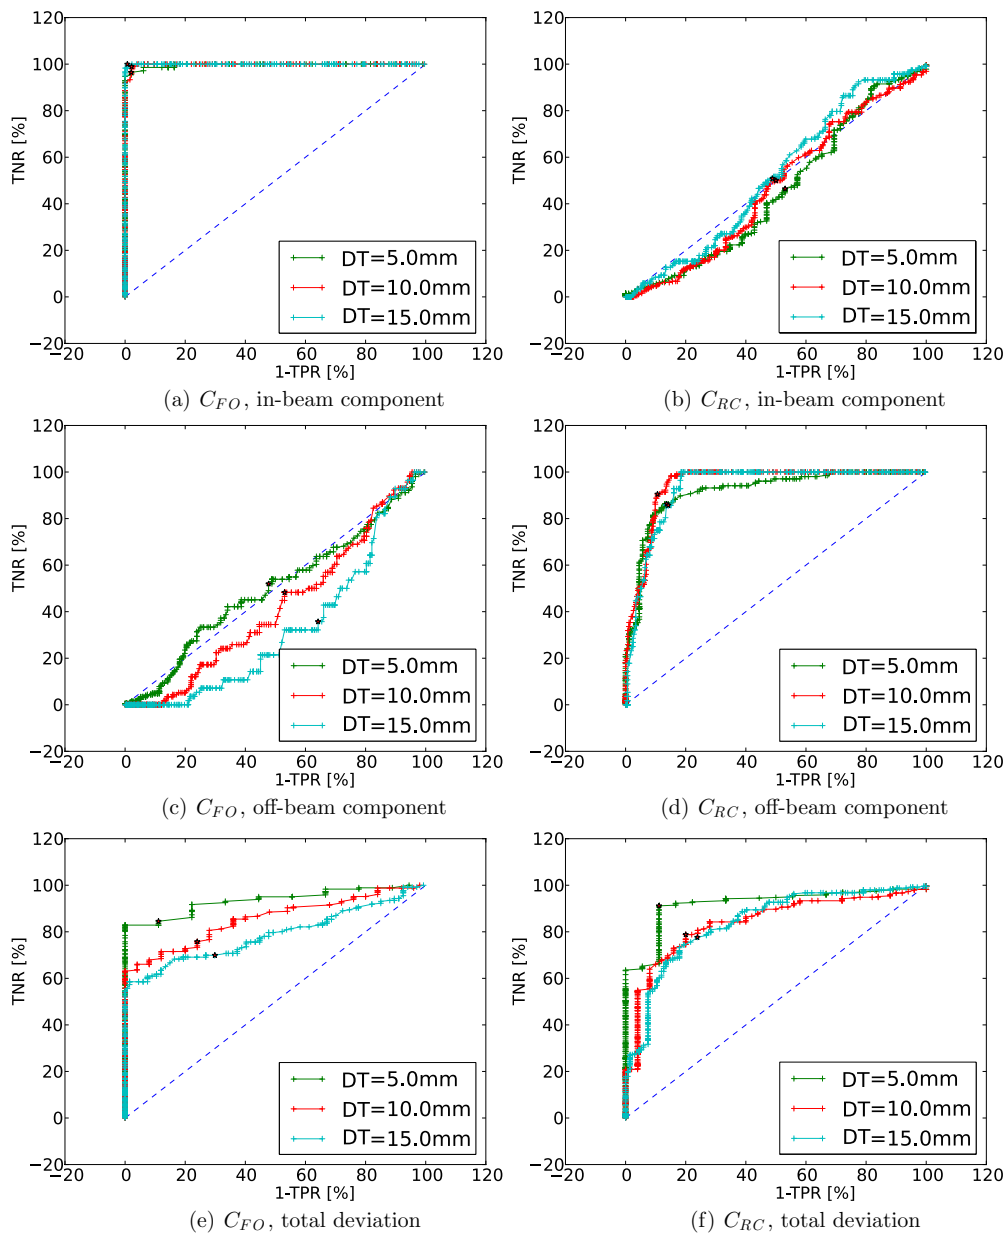 120
100
80
60
40
20
0
−20
TNR [%]
−20 0 20 40 60 80 100 120
1-TPR [%]
DT=5.0mm
DT=10.0mm
DT=15.0mm
(a) C_FO, in-beam component
120
100
80
60
40
20
0
−20
TNR [%]
−20 0 20 40 60 80 100 120
1-TPR [%]
DT=5.0mm
DT=10.0mm
DT=15.0mm
(b) C_RC, in-beam component
120
100
80
60
40
20
0
−20
TNR [%]
−20 0 20 40 60 80 100 120
1-TPR [%]
DT=5.0mm
DT=10.0mm
DT=15.0mm
(c) C_FO, off-beam component
120
100
80
60
40
20
0
−20
TNR [%]
−20 0 20 40 60 80 100 120
1-TPR [%]
DT=5.0mm
DT=10.0mm
DT=15.0mm
(d) C_RC, off-beam component
120
100
80
60
40
20
0
−20
TNR [%]
−20 0 20 40 60 80 100 120
1-TPR [%]
DT=5.0mm
DT=10.0mm
DT=15.0mm
(e) C_FO, total deviation
120
100
80
60
40
20
0
−20
TNR [%]
−20 0 20 40 60 80 100 120
1-TPR [%]
DT=5.0mm
DT=10.0mm
DT=15.0mm
(f) C_RC, total deviation